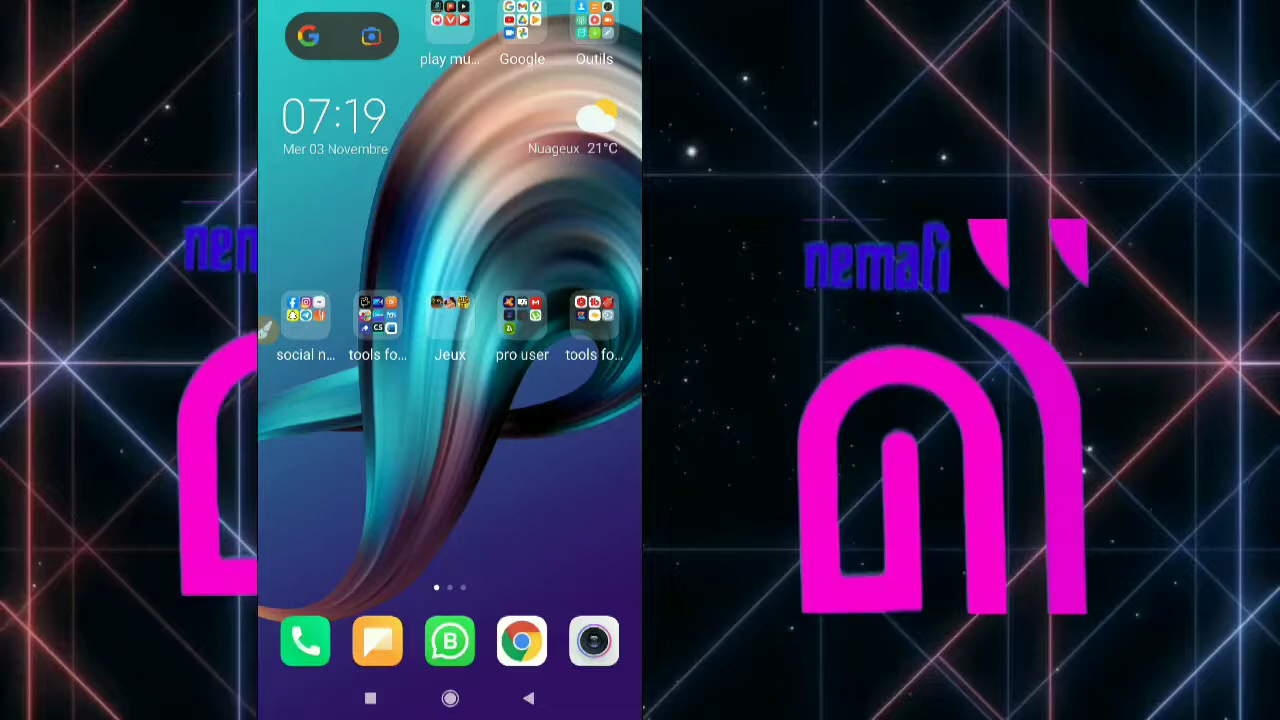 play mu...
Google
Outils
07:19
Mer 03 Novembre
Nuageux 21°C
social n...
tools fo...
Jeux
pro user
tools fo...
nemafi